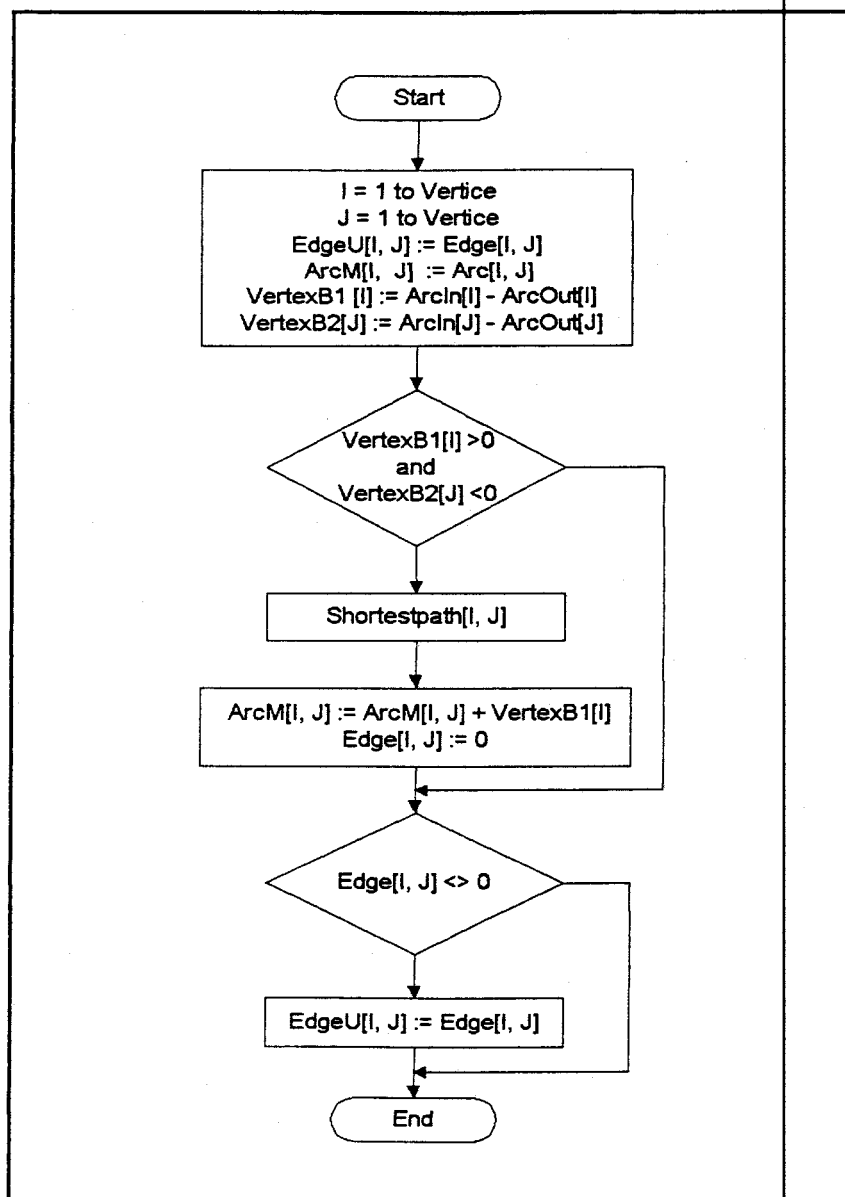 Start
I = 1 to Vertice
J = 1 to Vertice
EdgeU[I, J] := Edge[I, J]
ArcM[I, J] := Arc[I, J]
VertexB1 [I] := ArcIn[I] - ArcOut[I]
VertexB2[J] := ArcIn[J] - ArcOut[J]
VertexB1[I] >0
and
VertexB2[J] <0
Shortestpath[I, J]
ArcM[I, J] := ArcM[I, J] + VertexB1[I]
Edge[I, J] := 0
Edge[I, J] <> 0
EdgeU[I, J] := Edge[I, J]
End